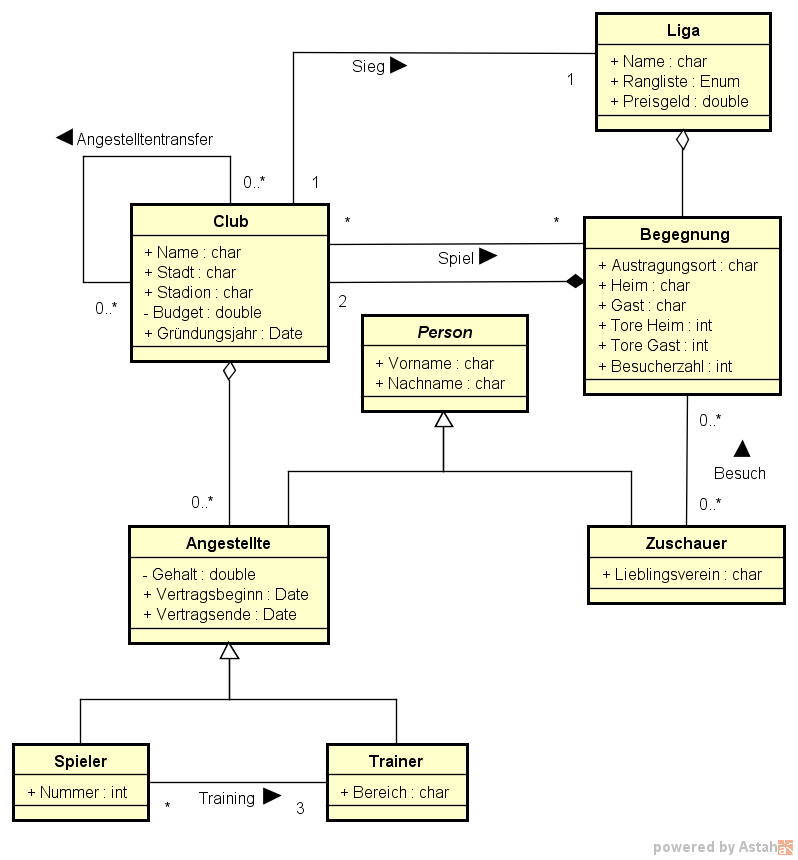 Liga
+ Name : char
+ Rangliste : Enum
+ Preisgeld : double
Sieg
1
1
Angestelltentransfer
0..*
0..*
Club
+ Name : char
+ Stadt : char
+ Stadion : char
- Budget : double
+ Gründungsjahr : Date
*
*
Spiel
2
Begegnung
+ Austragungsort : char
+ Heim : char
+ Gast : char
+ Tore Heim : int
+ Tore Gast : int
+ Besucherzahl : int
Person
+ Vorname : char
+ Nachname : char
0..*
Besuch
0..*
0..*
Angestellte
- Gehalt : double
+ Vertragsbeginn : Date
+ Vertragsende : Date
Zuschauer
+ Lieblingsverein : char
Spieler
+ Nummer : int
*
Training
3
Trainer
+ Bereich : char
powered by Astah